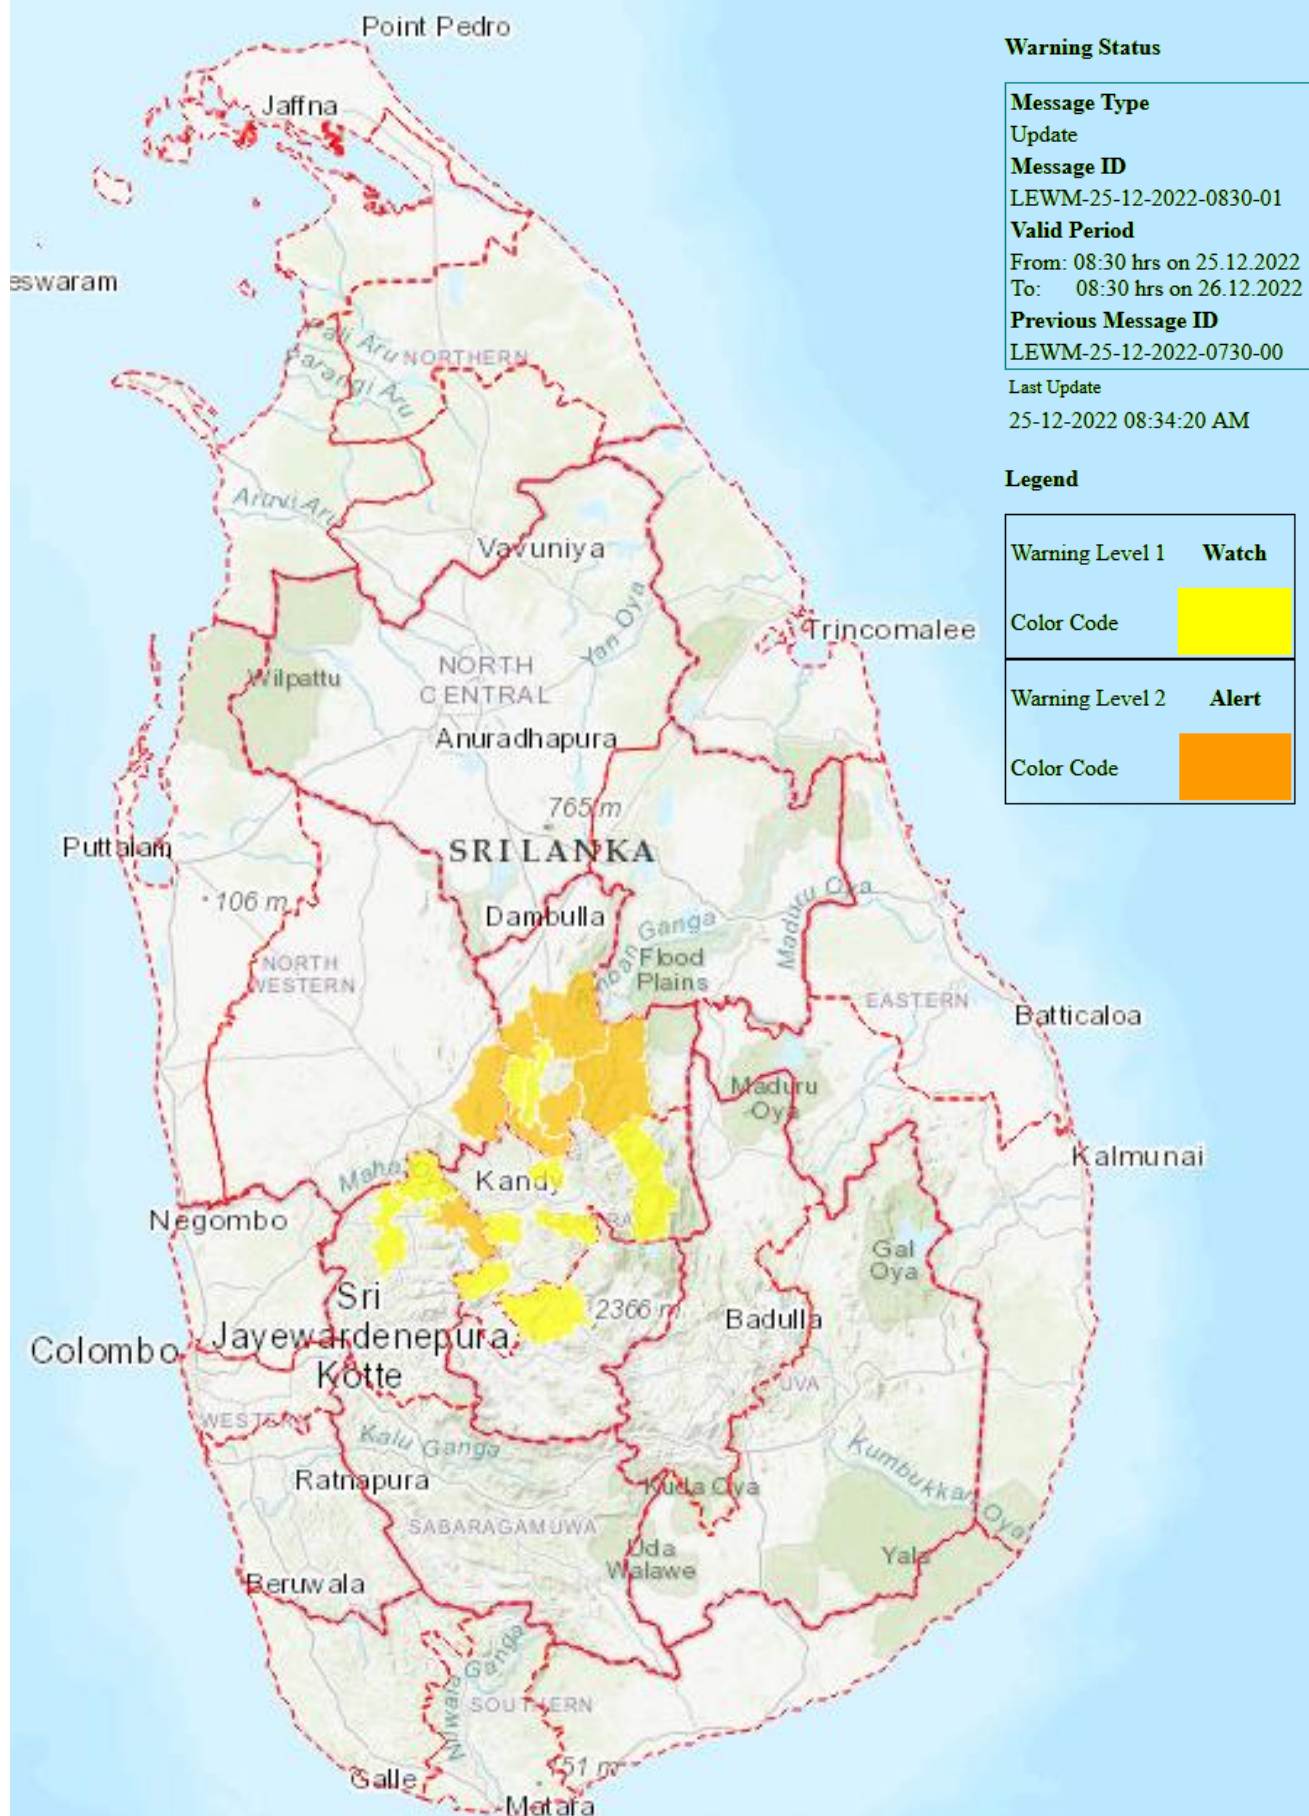 Point Pedro
Jaffna
eswaram
Pali Aru
Parangi Aru
NORTHERN
Aruvi Aru
Vavuniya
Yan Oya
Trincomalee
NORTH
CENTRAL
Wilpattu
Anuradhapura
765 m
Puttalam
SRI LANKA
106 m
Dambulla
Maduru Oya
Ganga
Flood
Plains
NORTH
WESTERN
EASTERN
Batticaloa
Maduru
Oya
Kalmunai
Maha
Kandy
Negombo
Gal
Oya
Sri
Jayewardenepura
Kotte
2366 m
Badulla
Colombo
UVA
WESTERN
Kalu Ganga
Kumbukkan Oya
Ratnapura
Kuda Oya
SABARAGAMUWA
Uda
Walawe
Yala
Beruwala
Nilwala Ganga
SOUTHERN
Galle
151 m
Matara
Warning Status
Message Type
Update
Message ID
LEWM-25-12-2022-0830-01
Valid Period
From: 08:30 hrs on 25.12.2022
To: 08:30 hrs on 26.12.2022
Previous Message ID
LEWM-25-12-2022-0730-00
Last Update
25-12-2022 08:34:20 AM
Legend
Warning Level 1 Watch
Color Code
Warning Level 2 Alert
Color Code